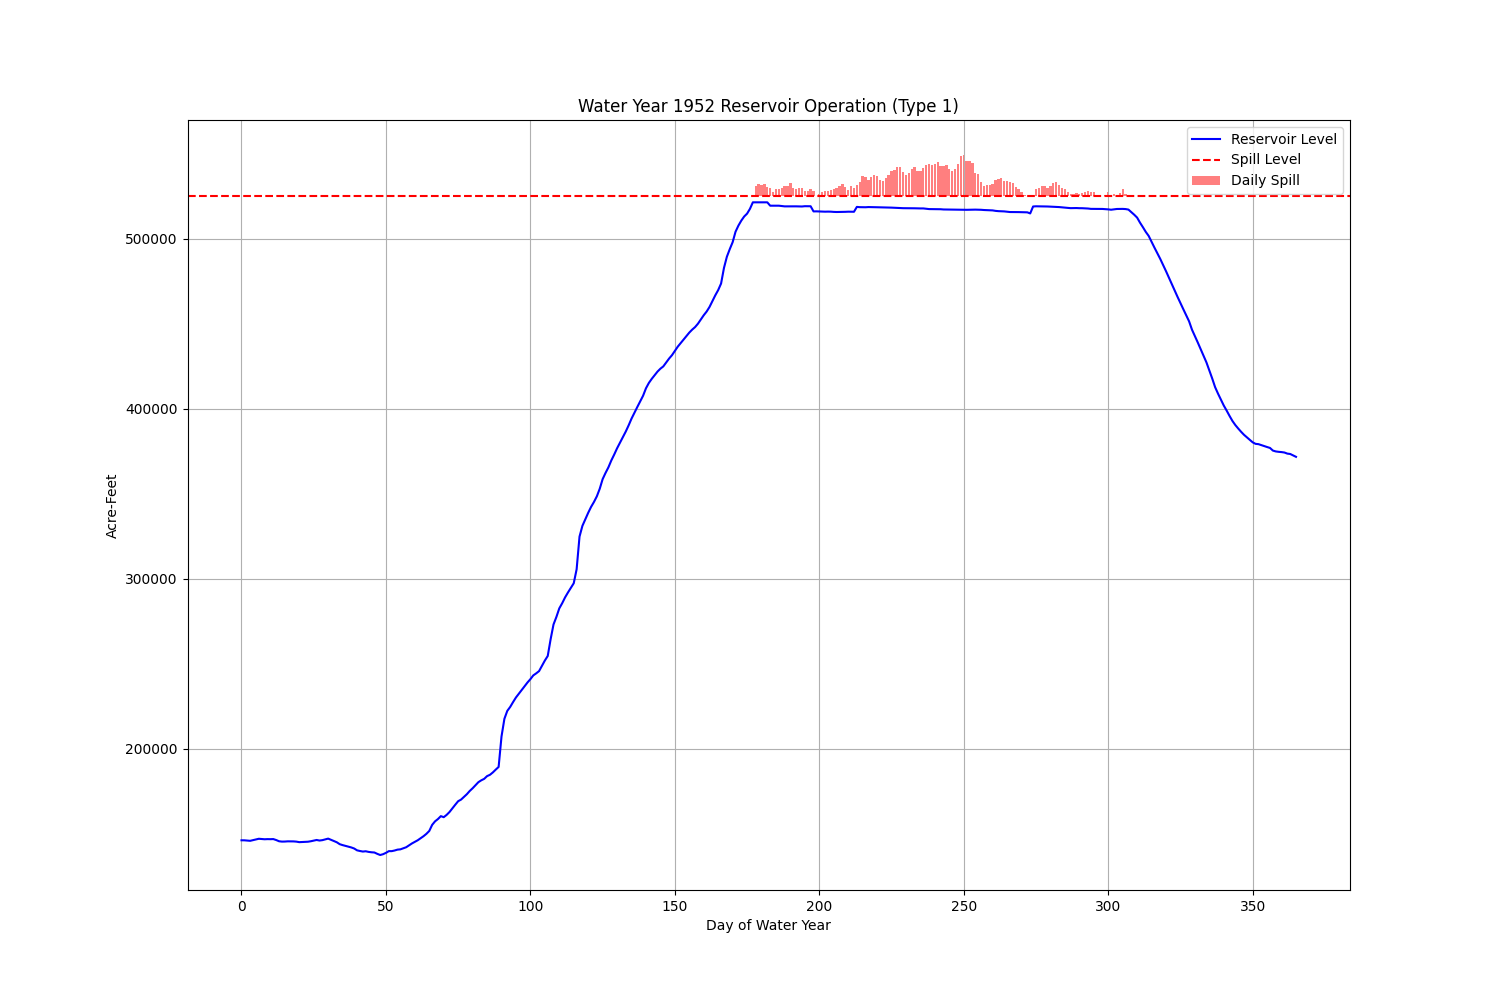 Water Year 1952 Reservoir Operation (Type 1)
Reservoir Level
Spill Level
Daily Spill
500000
400000
300000
200000
Acre-Feet
0 50 100 150 200 250 300 350
Day of Water Year